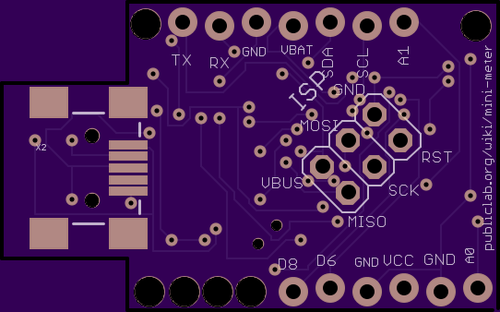 TX
RX
GND
VBAT
SDA
SCL
A1
ISP
GND
MOSI
RST
VBUS
SCK
MISO
X2
publiclab.org/wiki/mini-meter
D8
D6
GND
VCC
GND
A0